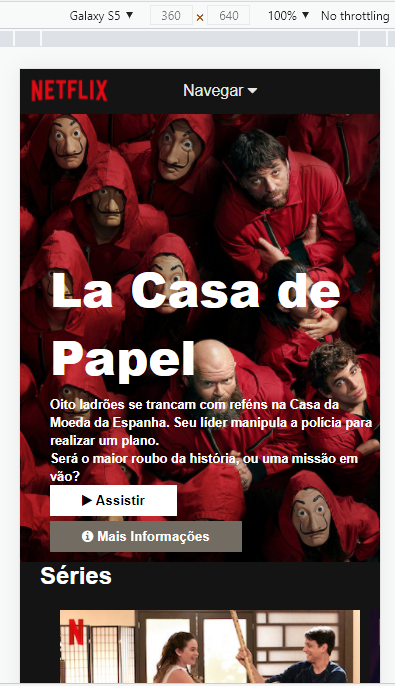 Galaxy S5 ▼ 360 × 640 100% ▼ No throttling
NETFLIX Navegar
La Casa de
Papel
Oito ladrões se trancam com reféns na Casa da
Moeda da Espanha. Seu líder manipula a polícia para
realizar um plano.
Será o maior roubo da história, ou uma missão em
vão?
Assistir
Mais Informações
Séries
N